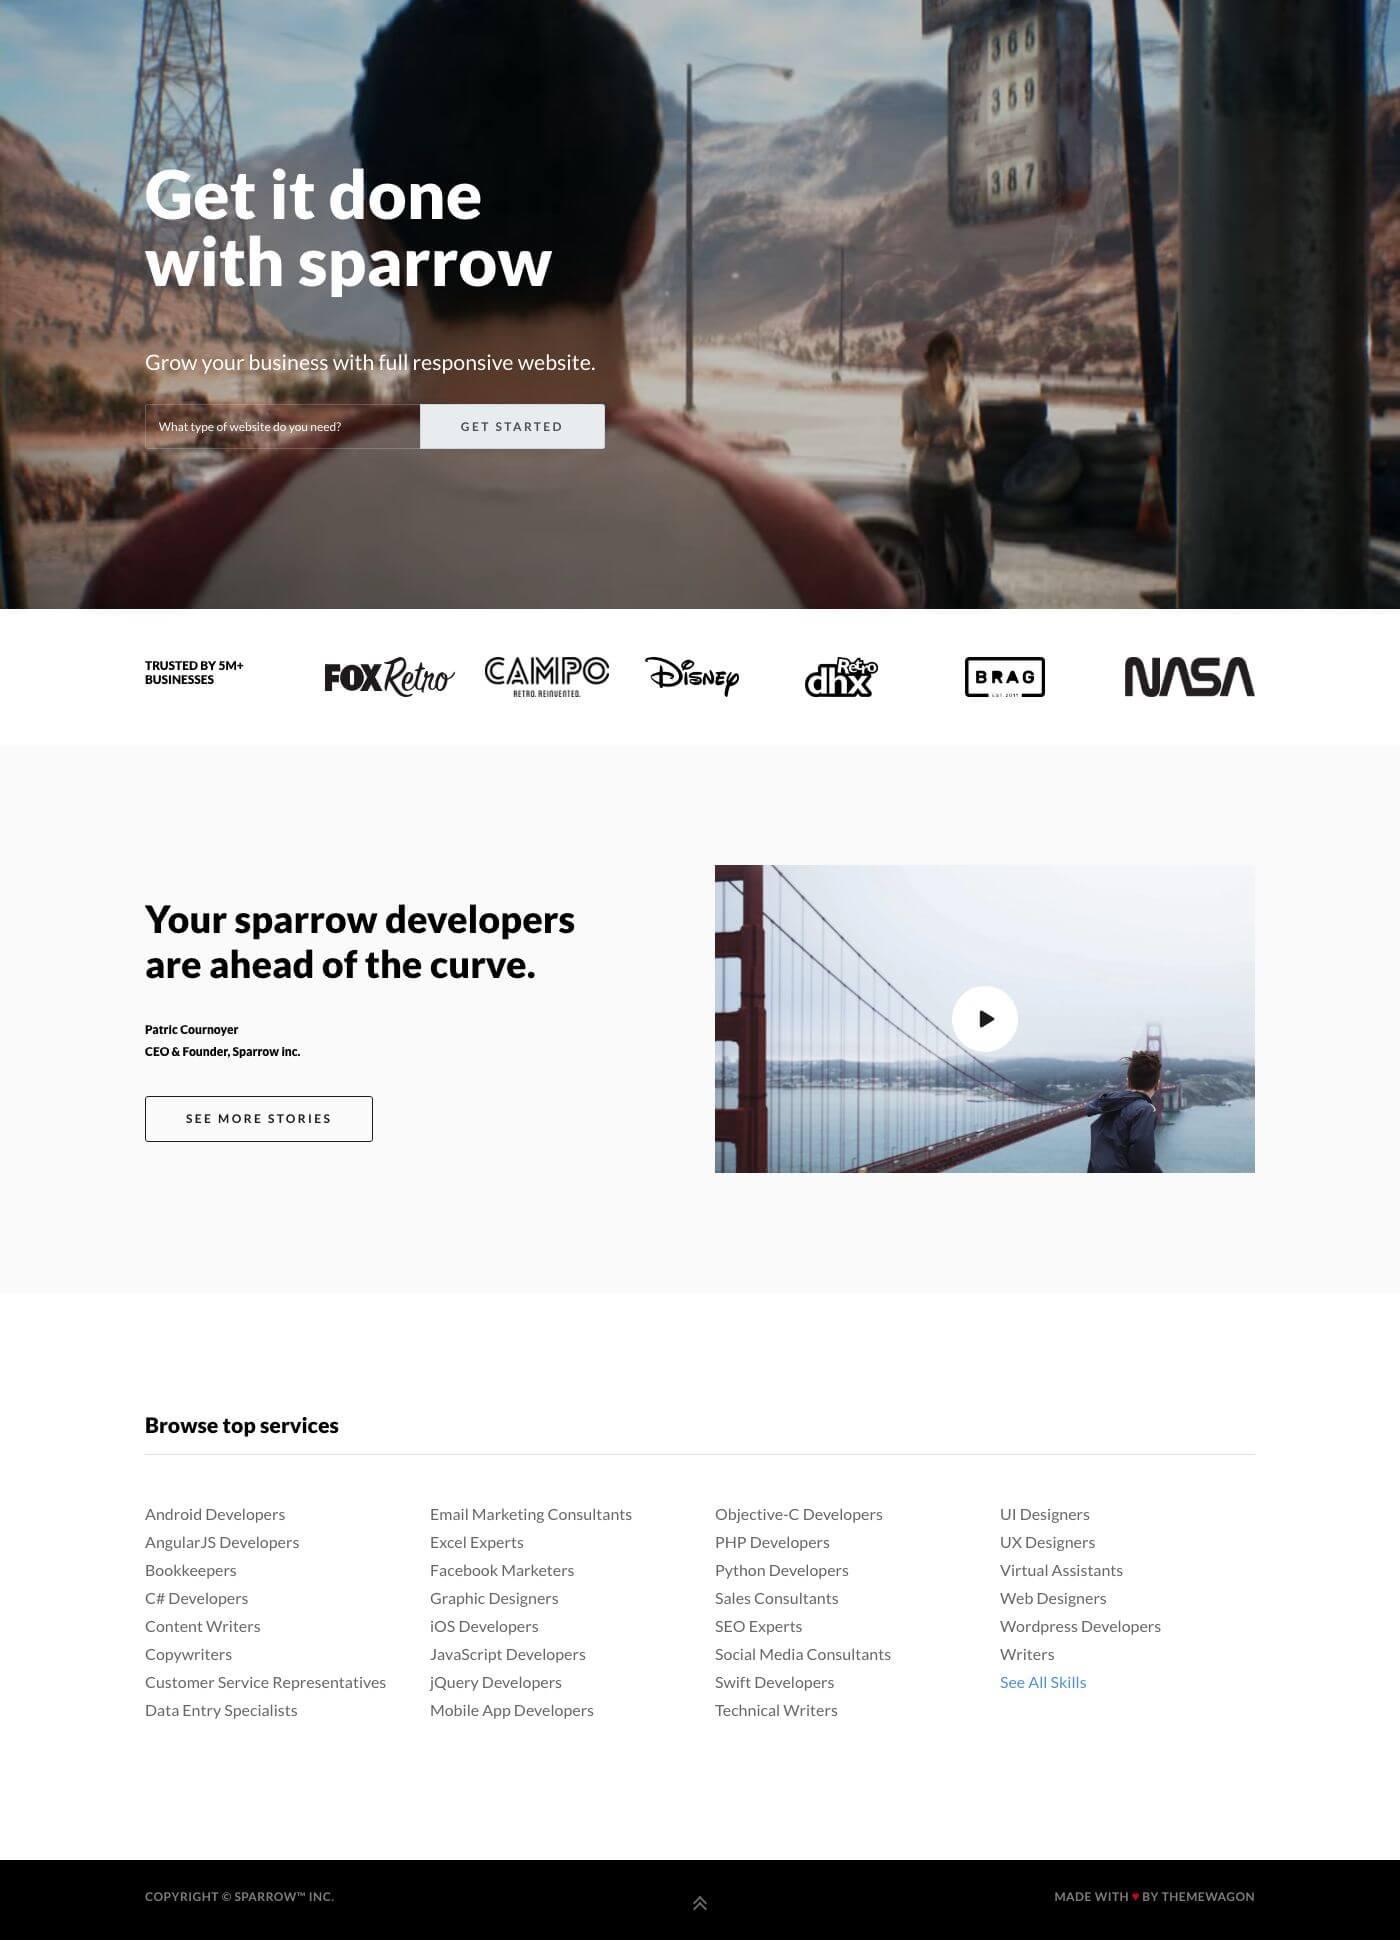 365
359
387
Get it done
with sparrow
Grow your business with full responsive website.
What type of website do you need?
GET STARTED
TRUSTED BY 5M+
BUSINESSES
FOX Retro
CAMPO
RETRO. REINVENTED.
Disney
Retro
dhx
BRAG
EST. 2011
NASA
Your sparrow developers
are ahead of the curve.
Patric Cournoyer
CEO & Founder, Sparrow inc.
SEE MORE STORIES
Browse top services
Android Developers
AngularJS Developers
Bookkeepers
C# Developers
Content Writers
Copywriters
Customer Service Representatives
Data Entry Specialists
Email Marketing Consultants
Excel Experts
Facebook Marketers
Graphic Designers
iOS Developers
JavaScript Developers
jQuery Developers
Mobile App Developers
Objective-C Developers
PHP Developers
Python Developers
Sales Consultants
SEO Experts
Social Media Consultants
Swift Developers
Technical Writers
UI Designers
UX Designers
Virtual Assistants
Web Designers
Wordpress Developers
Writers
See All Skills
COPYRIGHT © SPARROW™ INC.
MADE WITH ♥ BY THEMEWAGON